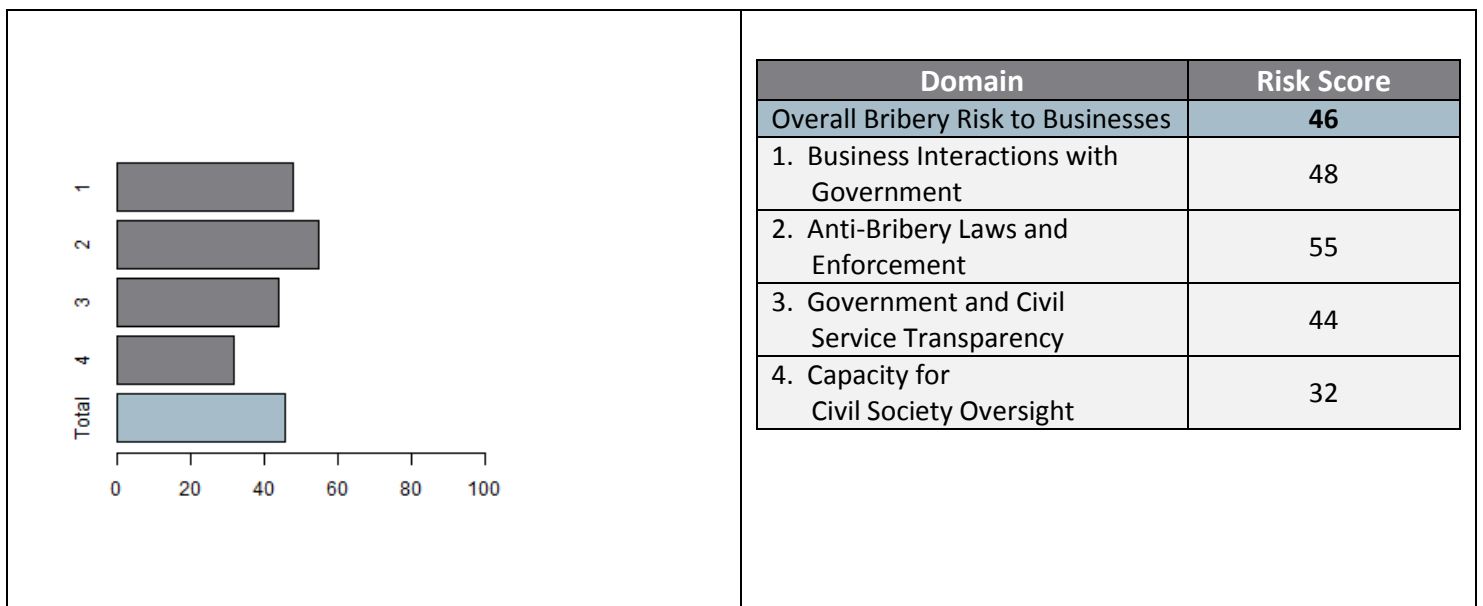 1
2
3
4
Total
0 20 40 60 80 100
Domain Risk Score
Overall Bribery Risk to Businesses 46
1. Business Interactions with
Government 48
2. Anti-Bribery Laws and
Enforcement 55
3. Government and Civil
Service Transparency 44
4. Capacity for
Civil Society Oversight 32